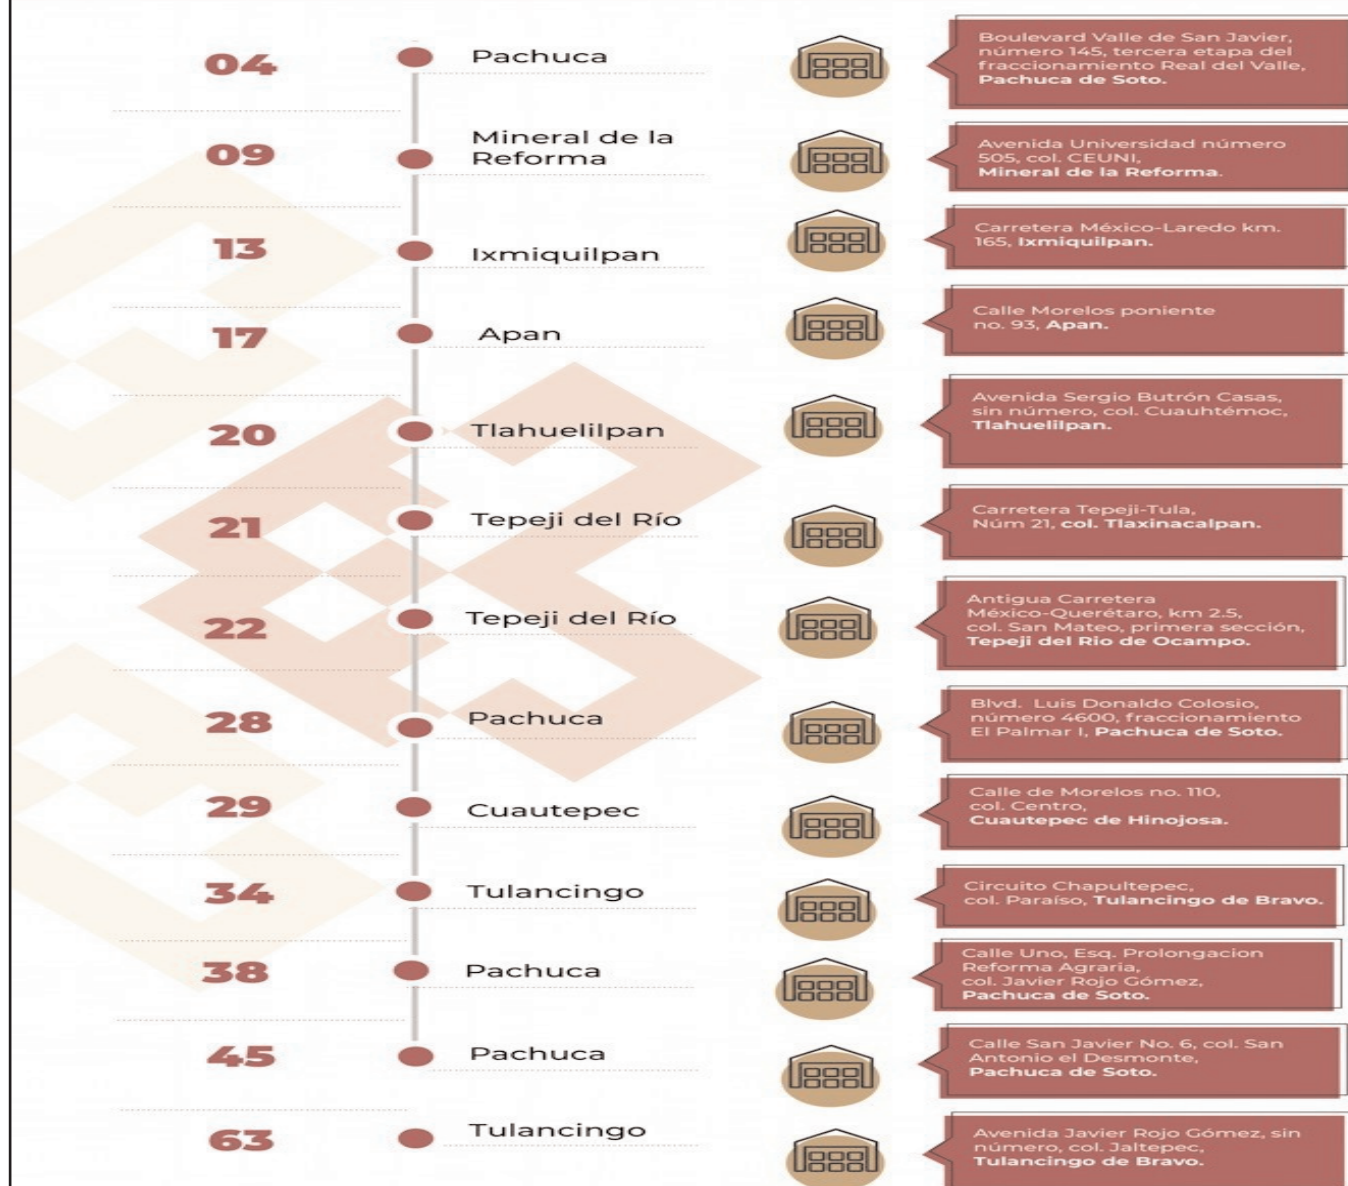 04
Pachuca
Boulevard Valle de San Javier,
número 145, tercera etapa del
fraccionamiento Real del Valle,
Pachuca de Soto.
09
Mineral de la
Reforma
Avenida Universidad número
505, col. CEUNI,
Mineral de la Reforma.
13
Ixmiquilpan
Carretera México-Laredo km.
165, Ixmiquilpan.
17
Apan
Calle Morelos poniente
no. 93, Apan.
20
Tlahuelilpan
Avenida Sergio Butrón Casas,
sin número, col. Cuauhtémoc,
Tlahuelilpan.
21
Tepeji del Río
Carretera Tepeji-Tula,
Núm 21, col. Tlaxinacalpan.
22
Tepeji del Río
Antigua Carretera
México-Querétaro, km 2.5,
col. San Mateo, primera sección,
Tepeji del Rio de Ocampo.
28
Pachuca
Blvd. Luis Donaldo Colosio,
número 4600, fraccionamiento
El Palmar I, Pachuca de Soto.
29
Cuautepec
Calle de Morelos no. 110,
col. Centro,
Cuautepec de Hinojosa.
34
Tulancingo
Circuito Chapultepec,
col. Paraíso, Tulancingo de Bravo.
38
Pachuca
Calle Uno, Esq. Prolongacion
Reforma Agraria,
col. Javier Rojo Gómez,
Pachuca de Soto.
45
Pachuca
Calle San Javier No. 6, col. San
Antonio el Desmonte,
Pachuca de Soto.
63
Tulancingo
Avenida Javier Rojo Gómez, sin
número, col. Jaltepec,
Tulancingo de Bravo.